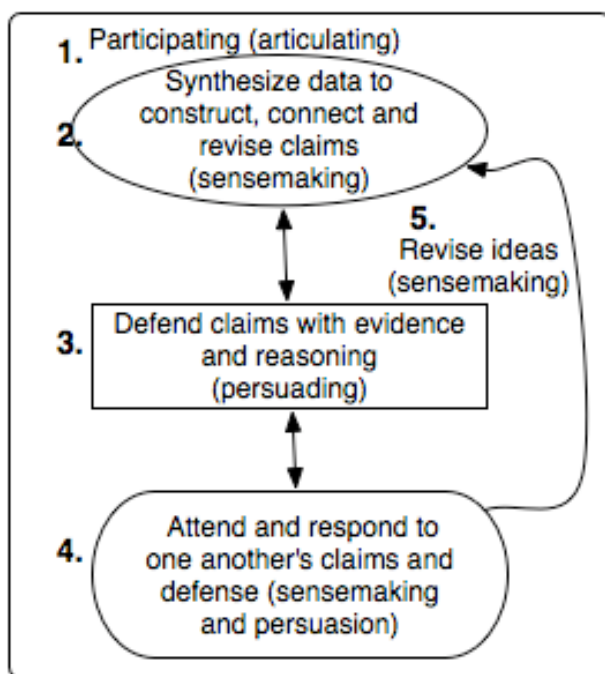 1. Participating (articulating)
Synthesize data to
construct, connect and
2. revise claims
(sensemaking)
5.
Revise ideas
(sensemaking)
3. Defend claims with evidence
and reasoning
(persuading)
4. Attend and respond to
one another's claims and
defense (sensemaking
and persuasion)